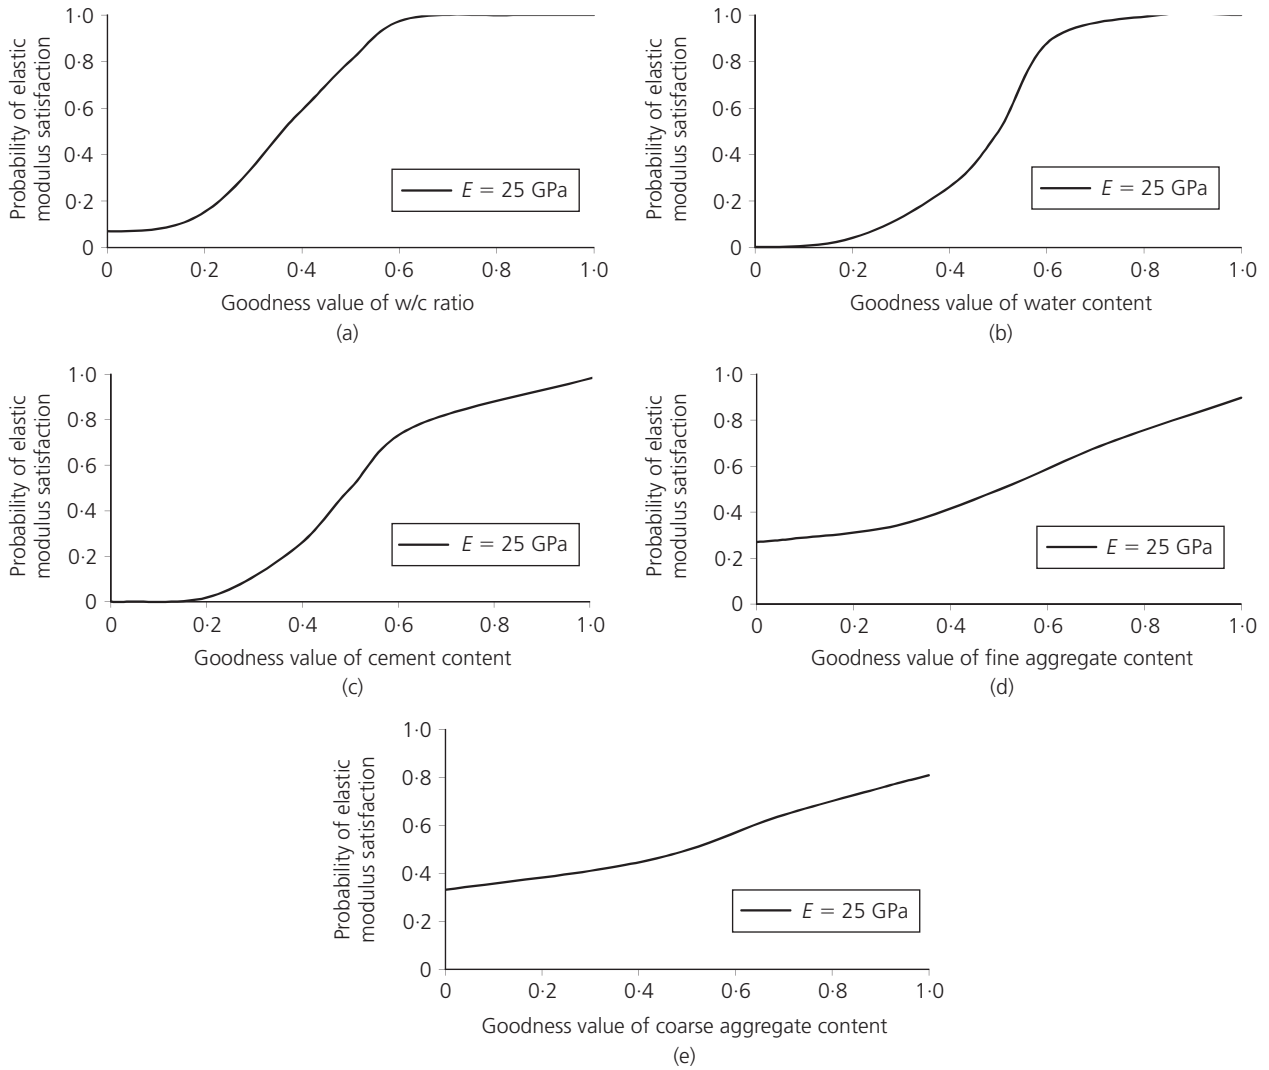 Probability of elastic
modulus satisfaction
1·0
0·8
0·6
0·4
0·2
0
E = 25 GPa
0 0·2 0·4 0·6 0·8 1·0
Goodness value of w/c ratio
(a)
Probability of elastic
modulus satisfaction
1·0
0·8
0·6
0·4
0·2
0
E = 25 GPa
0 0·2 0·4 0·6 0·8 1·0
Goodness value of water content
(b)
Probability of elastic
modulus satisfaction
1·0
0·8
0·6
0·4
0·2
0
E = 25 GPa
0 0·2 0·4 0·6 0·8 1·0
Goodness value of cement content
(c)
Probability of elastic
modulus satisfaction
1·0
0·8
0·6
0·4
0·2
0
E = 25 GPa
0 0·2 0·4 0·6 0·8 1·0
Goodness value of fine aggregate content
(d)
Probability of elastic
modulus satisfaction
1·0
0·8
0·6
0·4
0·2
0
E = 25 GPa
0 0·2 0·4 0·6 0·8 1·0
Goodness value of coarse aggregate content
(e)